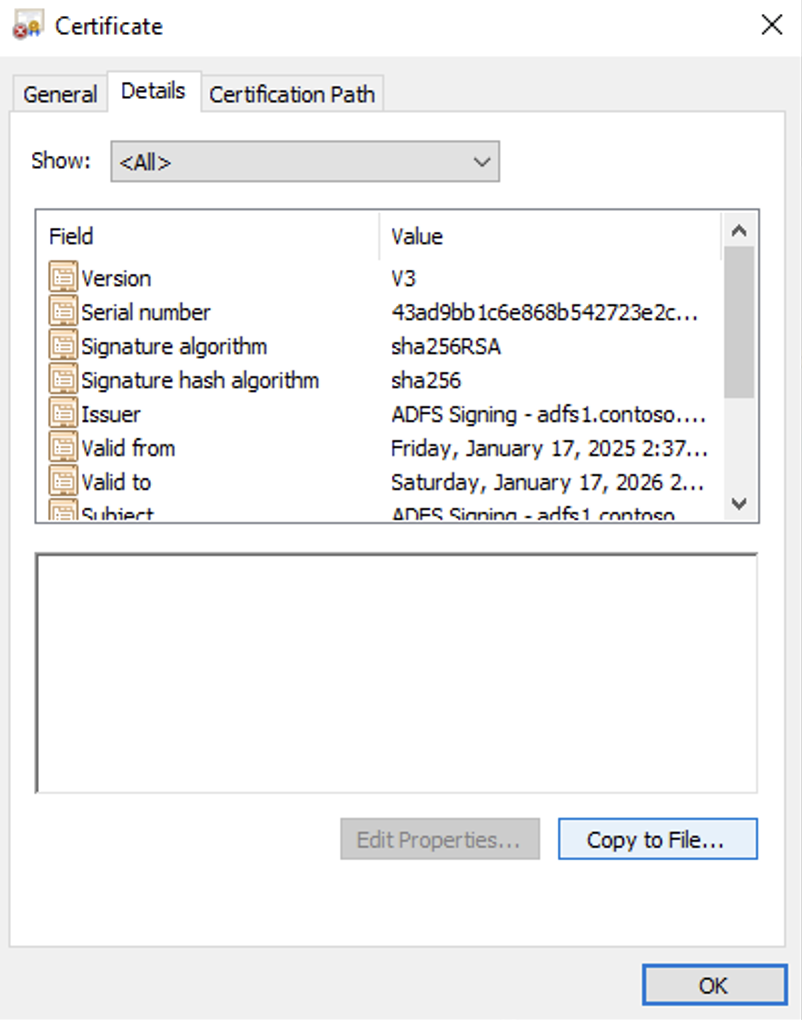 Certificate
General Details Certification Path
Show: <All>
Field Value
Version V3
Serial number 43ad9bb1c6e868b542723e2c...
Signature algorithm sha256RSA
Signature hash algorithm sha256
Issuer ADFS Signing - adfs1.contoso....
Valid from Friday, January 17, 2025 2:37...
Valid to Saturday, January 17, 2026 2...
Subject ADFS Signing - adfs1.contoso
Edit Properties... Copy to File...
OK